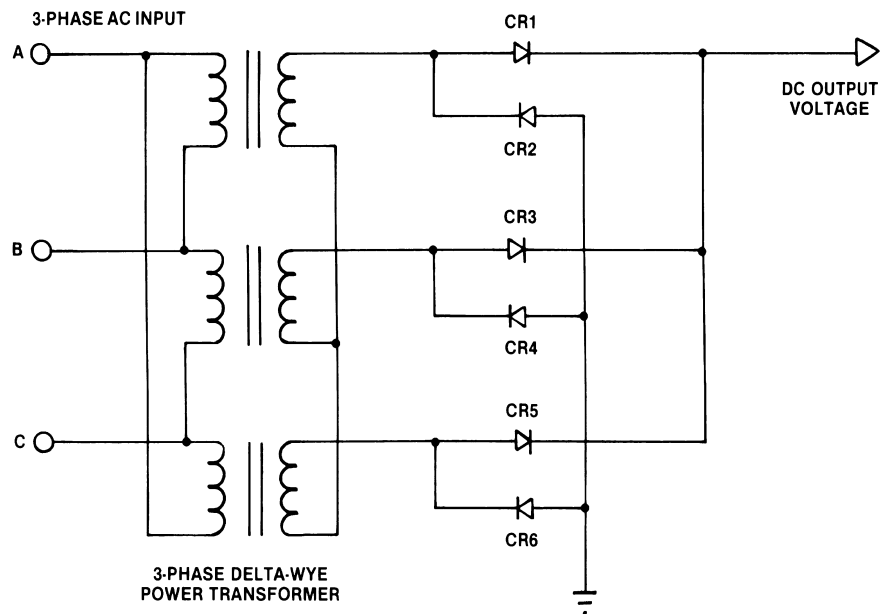 3-PHASE AC INPUT
CR1
A
DC OUTPUT
VOLTAGE
CR2
CR3
B
CR4
CR5
C
CR6
3-PHASE DELTA-WYE
POWER TRANSFORMER